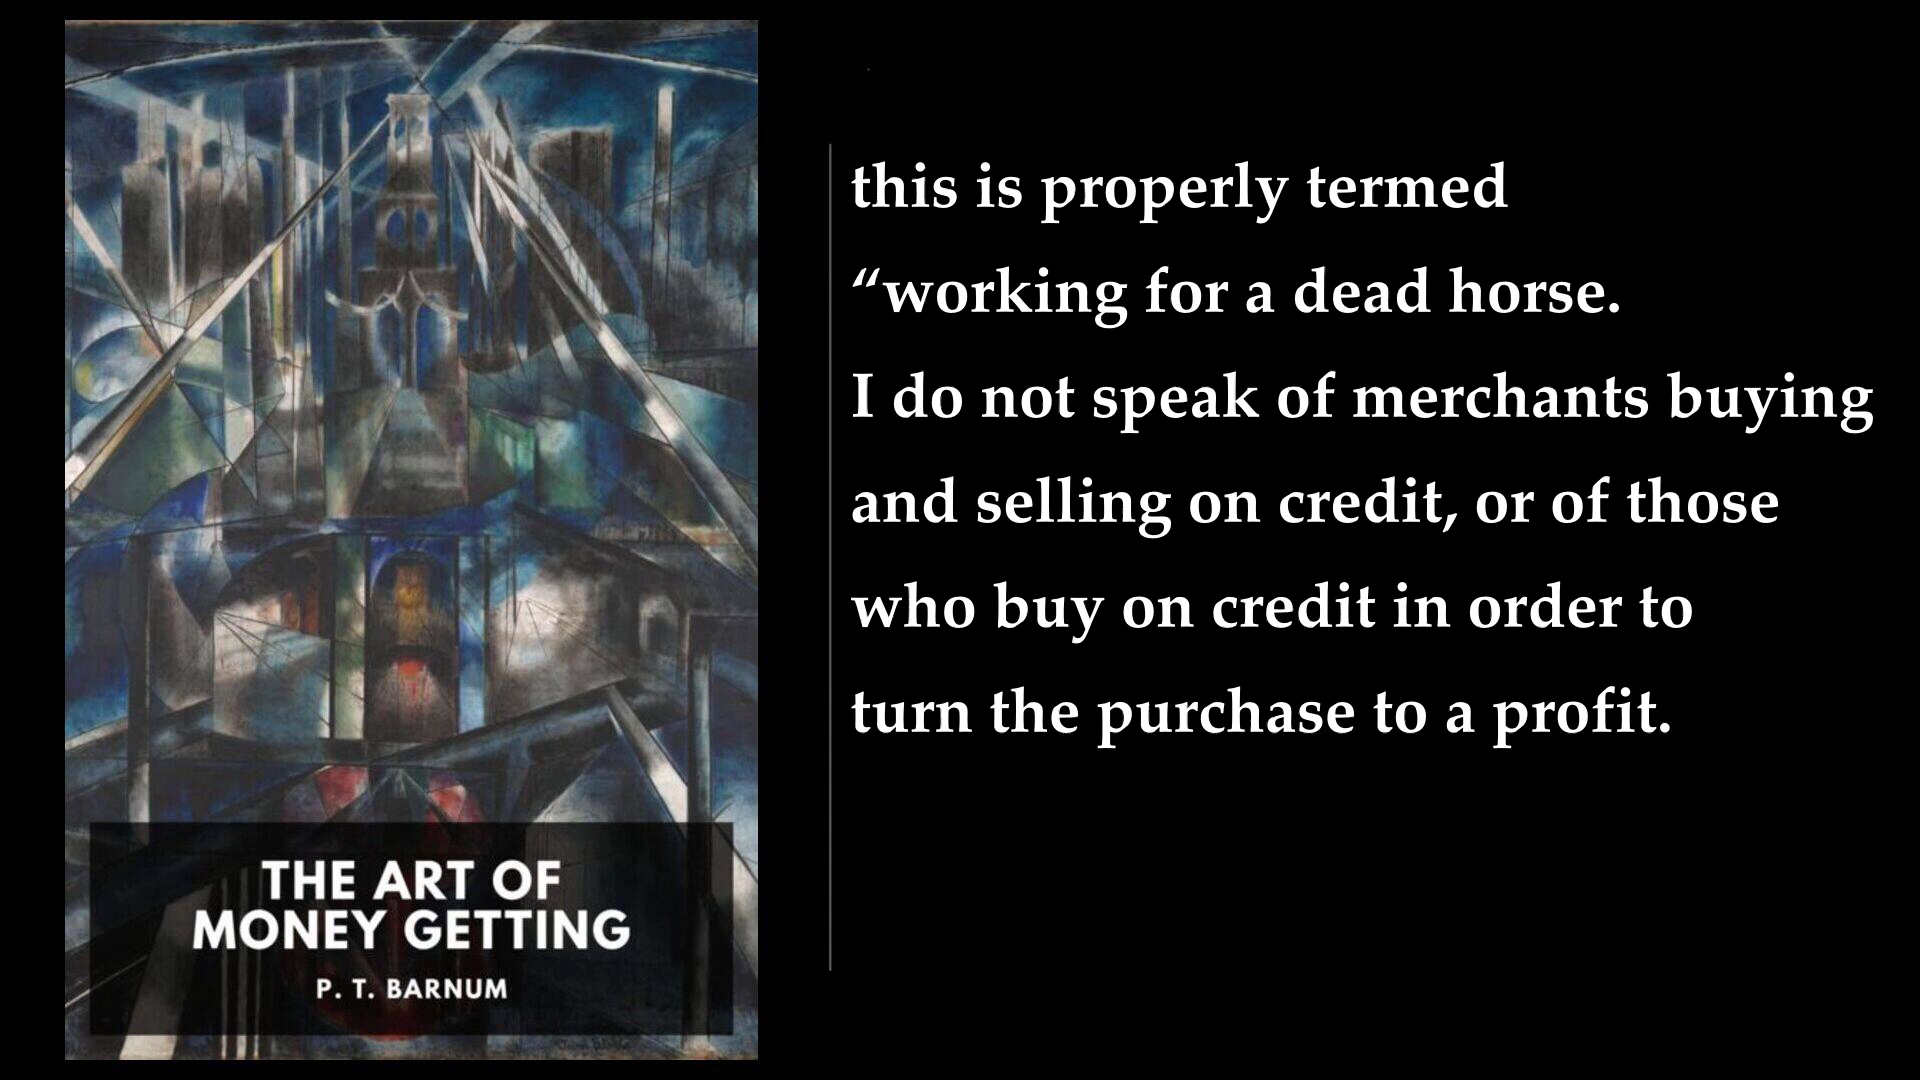 this is properly termed
“working for a dead horse.
I do not speak of merchants buying
and selling on credit, or of those
who buy on credit in order to
turn the purchase to a profit.
THE ART OF
MONEY GETTING
P. T. BARNUM